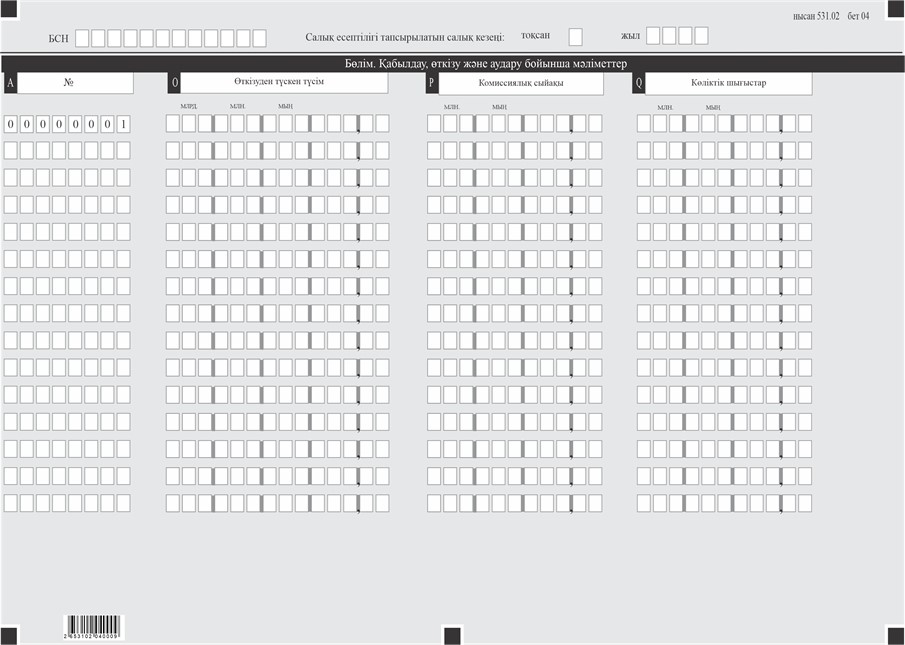 нысан 531.02 бет 04
БСН Салық есептілігі тапсырылатын салық кезеңі: тоқсан жыл
Бөлім. Қабылдау, өткізу және аудару бойынша мәліметтер
A № O Өткізуден түскен түсім P Комиссиялық сыйақы Q Көліктік шығыстар
МЛРД. МЛН. МЫҢ МЛН. МЫҢ МЛН. МЫҢ
0 0 0 0 0 0 0 1
2 653102 040009